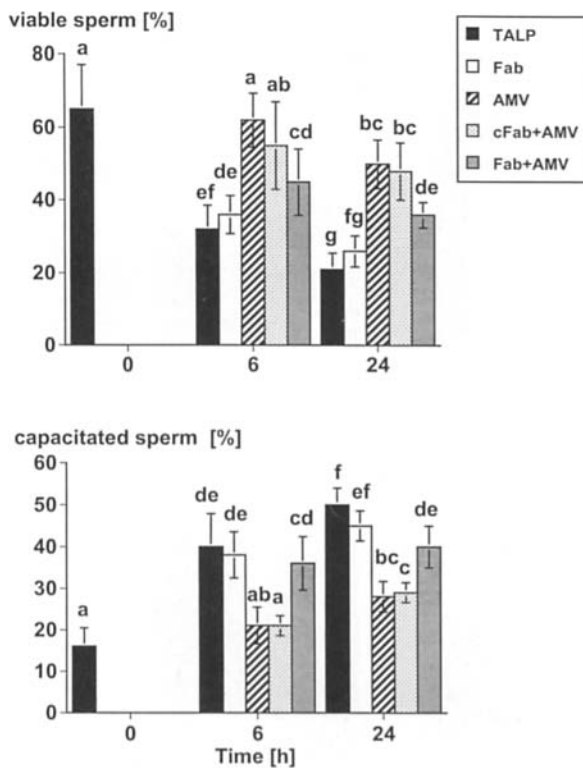 viable sperm [%]
TALP
Fab
AMV
cFab+AMV
Fab+AMV
80
60
40
20
0
a
ef
de
a
ab
cd
g
fg
bc
bc
de
0
6
24
capacitated sperm [%]
60
50
40
30
20
10
0
a
de
de
ab
a
cd
f
ef
bc
c
de
0
6
24
Time [h]